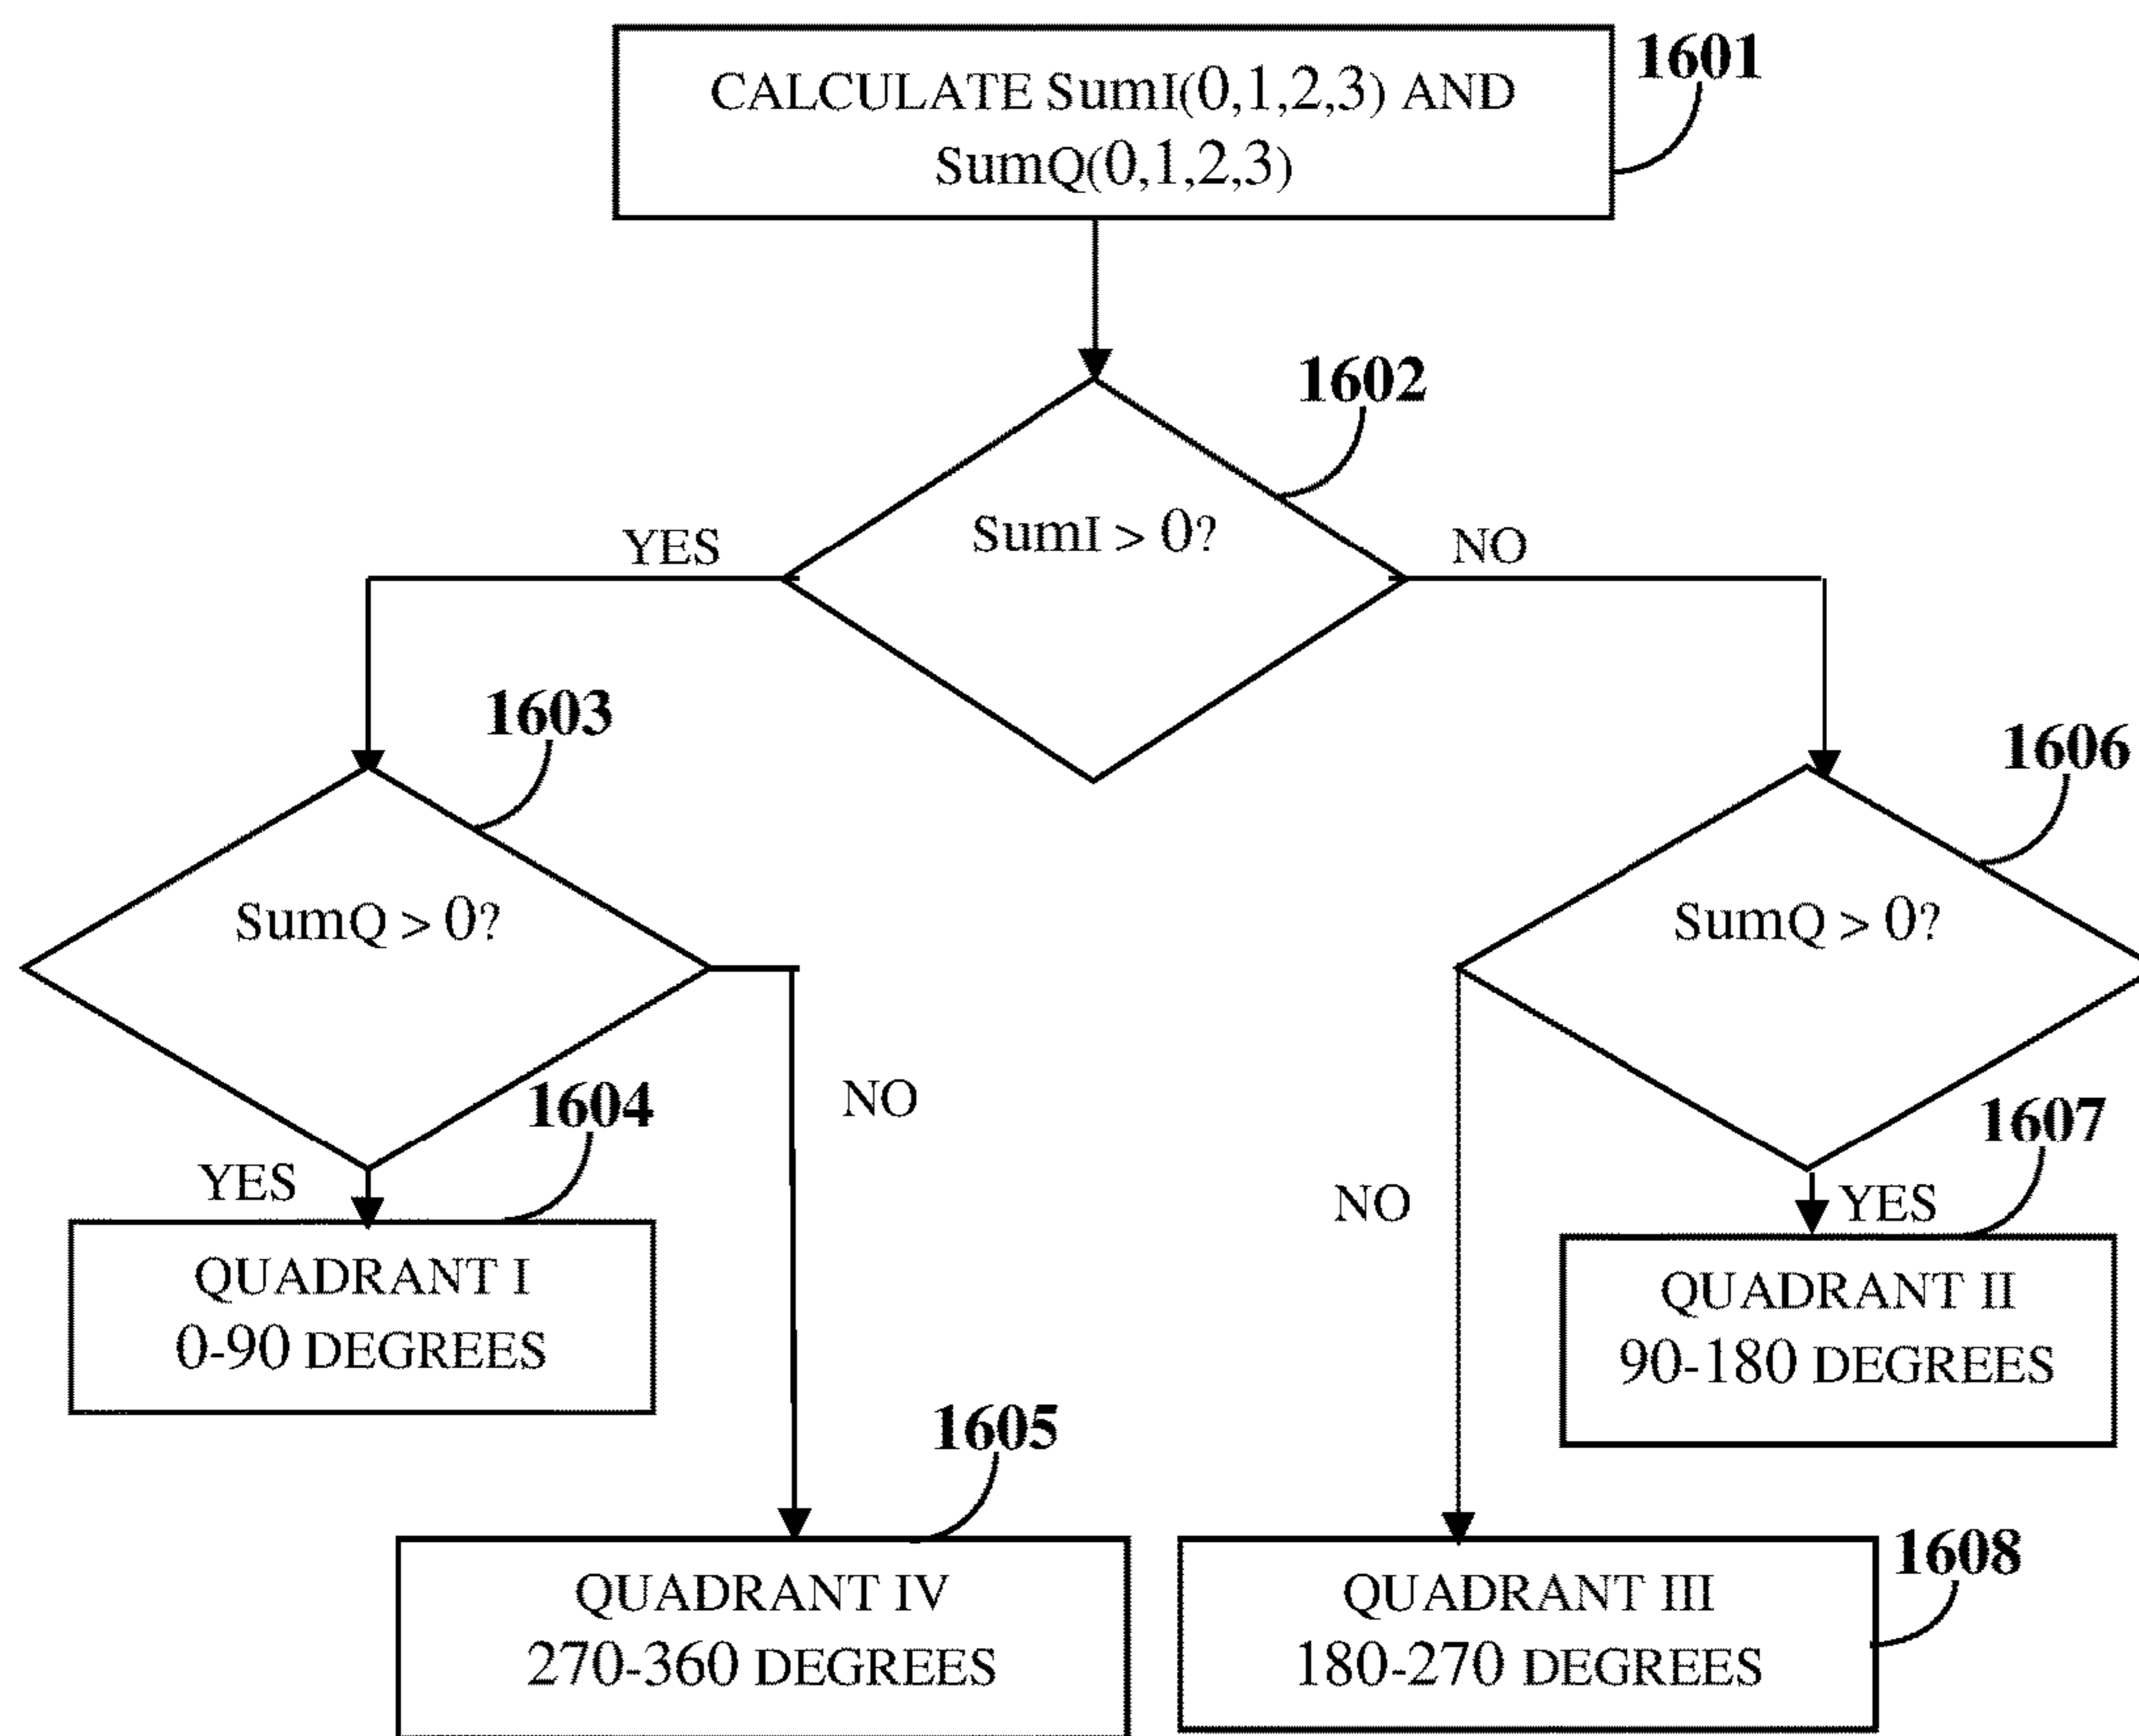 CALCULATE SumI(0,1,2,3) AND
SumQ(0,1,2,3)
1601
1602
SumI > 0?
YES
NO
1603
1606
SumQ > 0?
SumQ > 0?
1604
NO
1607
YES
NO
YES
QUADRANT I
0-90 DEGREES
QUADRANT II
90-180 DEGREES
1605
1608
QUADRANT IV
270-360 DEGREES
QUADRANT III
180-270 DEGREES